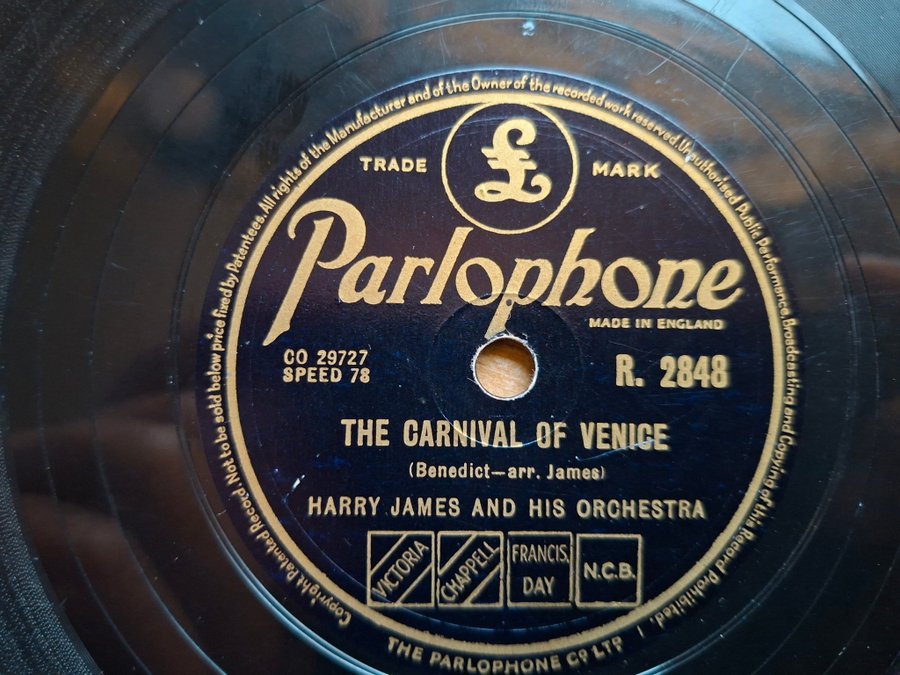 Copyright. Patented Record. Not to be sold below price fixed by Patentees. All rights of the Manufacturer and of the Owner of the recorded work reserved. Unauthorised Public Performance, Broadcasting and Copying of this Record Prohibited.
£
TRADE MARK
Parlophone
MADE IN ENGLAND
CO 29727
SPEED 78
R. 2848
THE CARNIVAL OF VENICE
(Benedict—arr. James)
HARRY JAMES AND HIS ORCHESTRA
VICTORIA
CHAPPELL
FRANCIS, DAY
N.C.B.
THE PARLOPHONE CO LTD
2